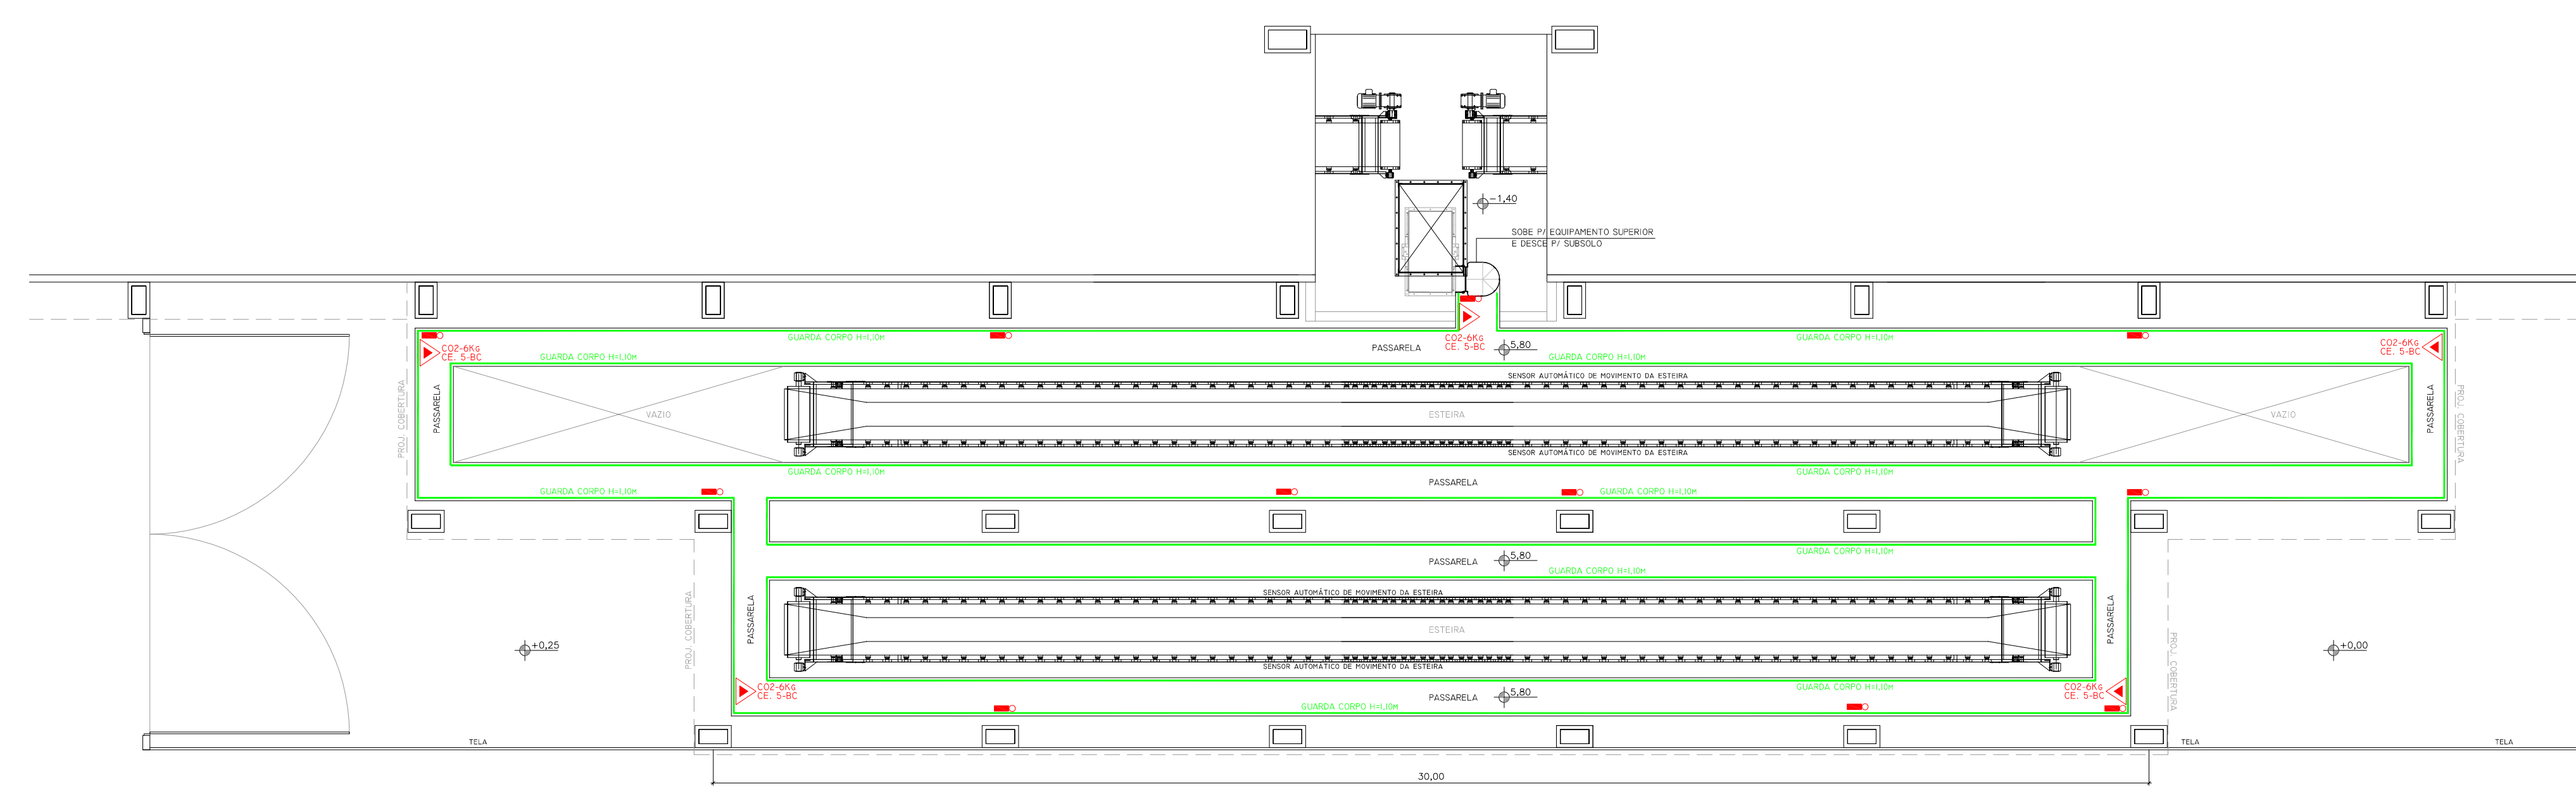 -1,40
SOBE P/ EQUIPAMENTO SUPERIOR
E DESCE P/ SUBSOLO
GUARDA CORPO H=1,10M
GUARDA CORPO H=1,10M
CO2-6Kg
CE. 5-BC
CO2-6Kg
CE. 5-BC
PASSARELA
5,80
CO2-6Kg
CE. 5-BC
GUARDA CORPO H=1,10M
GUARDA CORPO H=1,10M
SENSOR AUTOMÁTICO DE MOVIMENTO DA ESTEIRA
PROJ. COBERTURA
PASSARELA
VAZIO
ESTEIRA
VAZIO
PASSARELA
PROJ. COBERTURA
SENSOR AUTOMÁTICO DE MOVIMENTO DA ESTEIRA
GUARDA CORPO H=1,10M
GUARDA CORPO H=1,10M
PASSARELA
GUARDA CORPO H=1,10M
GUARDA CORPO H=1,10M
GUARDA CORPO H=1,10M
PASSARELA
5,80
GUARDA CORPO H=1,10M
SENSOR AUTOMÁTICO DE MOVIMENTO DA ESTEIRA
+0,25
PROJ. COBERTURA
PASSARELA
ESTEIRA
PASSARELA
PROJ. COBERTURA
+0,00
SENSOR AUTOMÁTICO DE MOVIMENTO DA ESTEIRA
CO2-6Kg
CE. 5-BC
GUARDA CORPO H=1,10M
CO2-6Kg
CE. 5-BC
PASSARELA
5,80
GUARDA CORPO H=1,10M
TELA
TELA
TELA
30,00